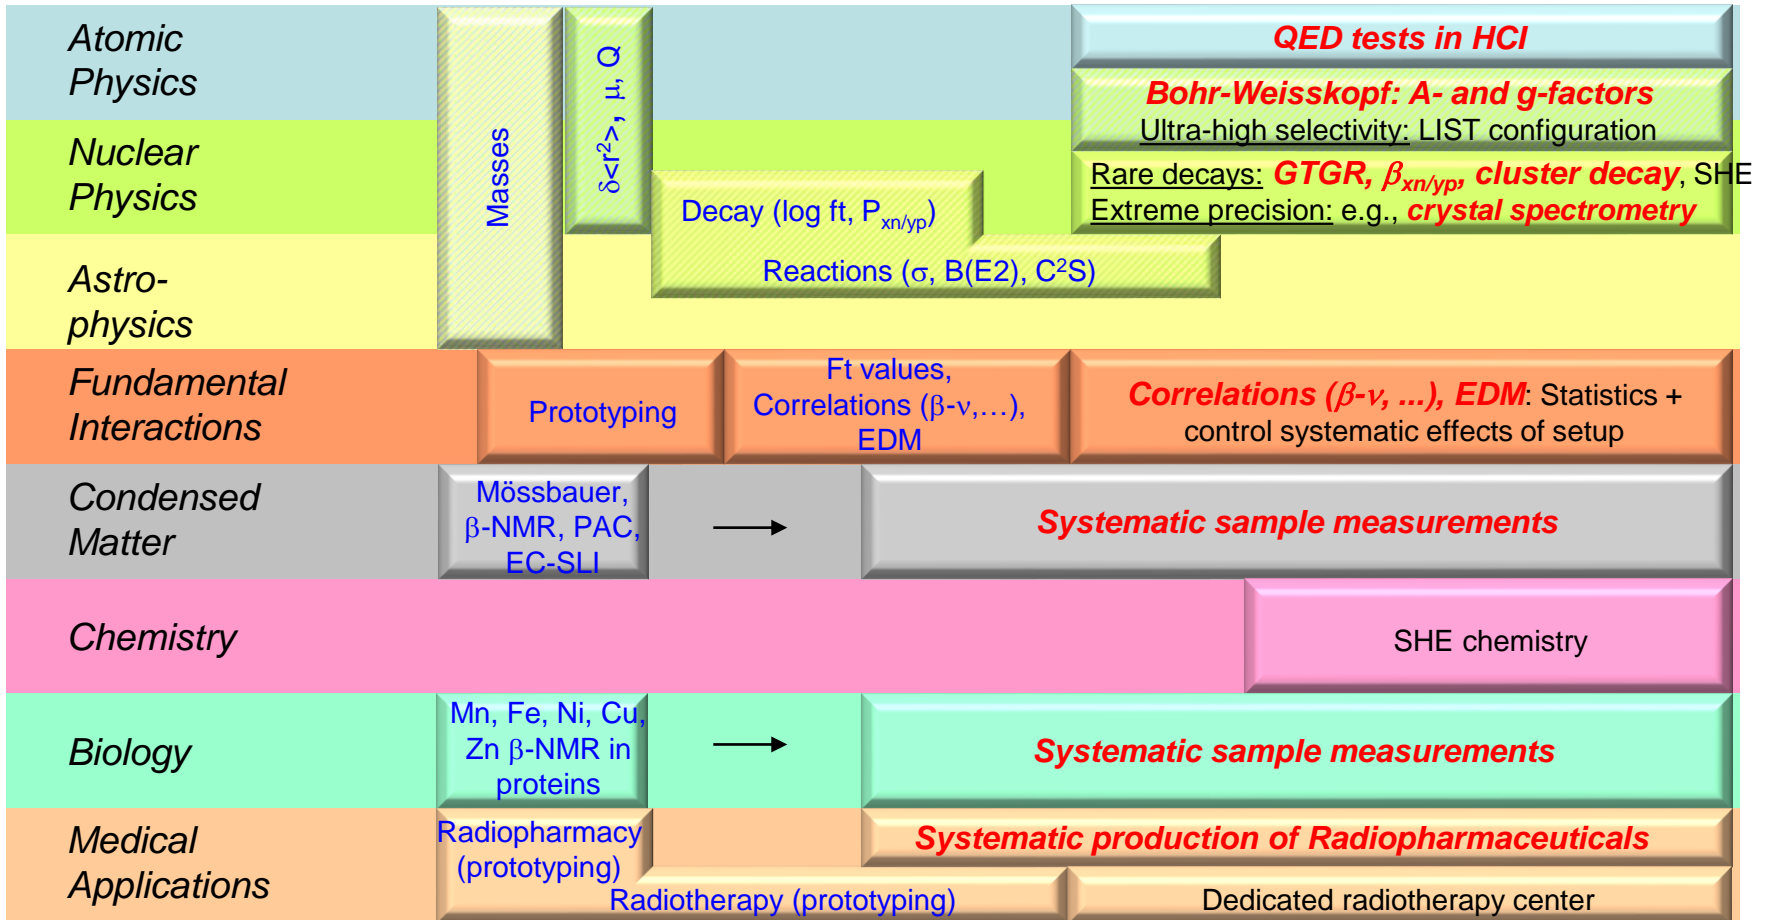 Atomic
Physics
Nuclear
Physics
Astro-
physics
Fundamental
Interactions
Condensed
Matter
Chemistry
Biology
Medical
Applications
Masses
δ<r²>, μ, Q
QED tests in HCI
Bohr-Weisskopf: A- and g-factors
Ultra-high selectivity: LIST configuration
Rare decays: GTGR, βxn/yp, cluster decay, SHE
Extreme precision: e.g., crystal spectrometry
Decay (log ft, Pxn/yp)
Reactions (σ, B(E2), C²S)
Prototyping
Ft values,
Correlations (β-ν,…),
EDM
Correlations (β-ν, ...), EDM: Statistics +
control systematic effects of setup
Mössbauer,
β-NMR, PAC,
EC-SLI
Systematic sample measurements
SHE chemistry
Mn, Fe, Ni, Cu,
Zn β-NMR in
proteins
Systematic sample measurements
Radiopharmacy
(prototyping)
Systematic production of Radiopharmaceuticals
Radiotherapy (prototyping)
Dedicated radiotherapy center